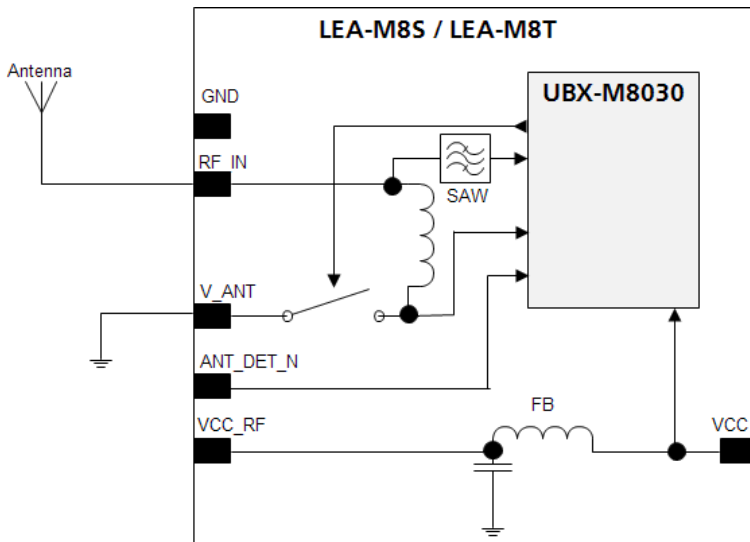 LEA-M8S / LEA-M8T
Antenna
UBX-M8030
GND
RF_IN
SAW
V_ANT
ANT_DET_N
FB
VCC_RF
VCC